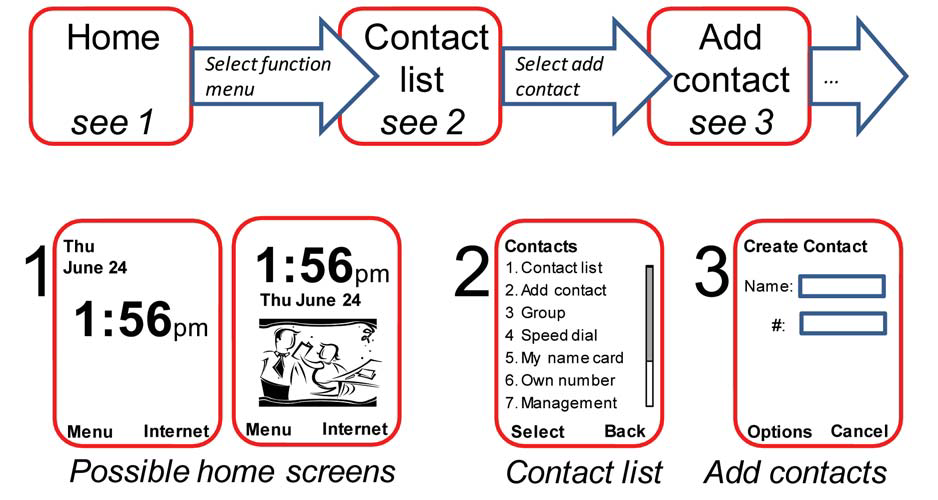 Home
see 1
Select function
menu
Contact
list
see 2
Select add
contact
Add
contact
see 3
...
1
Thu
June 24
1:56pm
Menu Internet
1:56pm
Thu June 24
Menu Internet
Possible home screens
2
Contacts
1. Contact list
2. Add contact
3 Group
4 Speed dial
5. My name card
6. Own number
7. Management
Select Back
Contact list
3
Create Contact
Name:
#:
Options Cancel
Add contacts